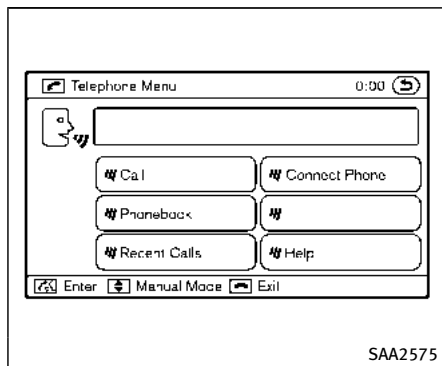 Telephone Menu 0:00
Call
Connect Phone
Phonebook
Recent Calls
Help
Enter Manual Mode Exit
SAA2575